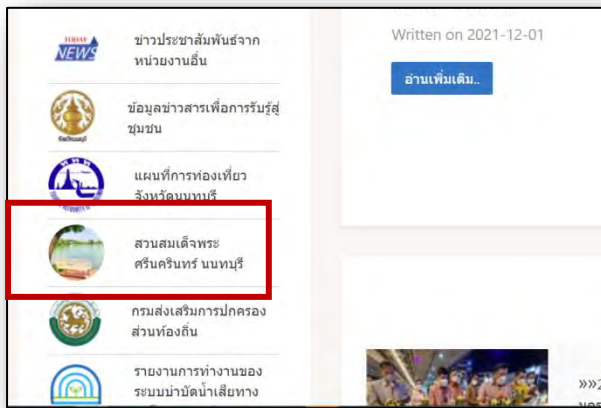 TODAY
NEWS
ข่าวประชาสัมพันธ์จาก
หน่วยงานอื่น
ข้อมูลข่าวสารเพื่อการรับรู้สู่
ชุมชน
แผนที่การท่องเที่ยว
จังหวัดนนทบุรี
สวนสมเด็จพระ
ศรีนครินทร์ นนทบุรี
กรมส่งเสริมการปกครอง
ส่วนท้องถิ่น
รายงานการทำงานของ
ระบบบำบัดน้ำเสียทาง
Written on 2021-12-01
อ่านเพิ่มเติม..
»»2